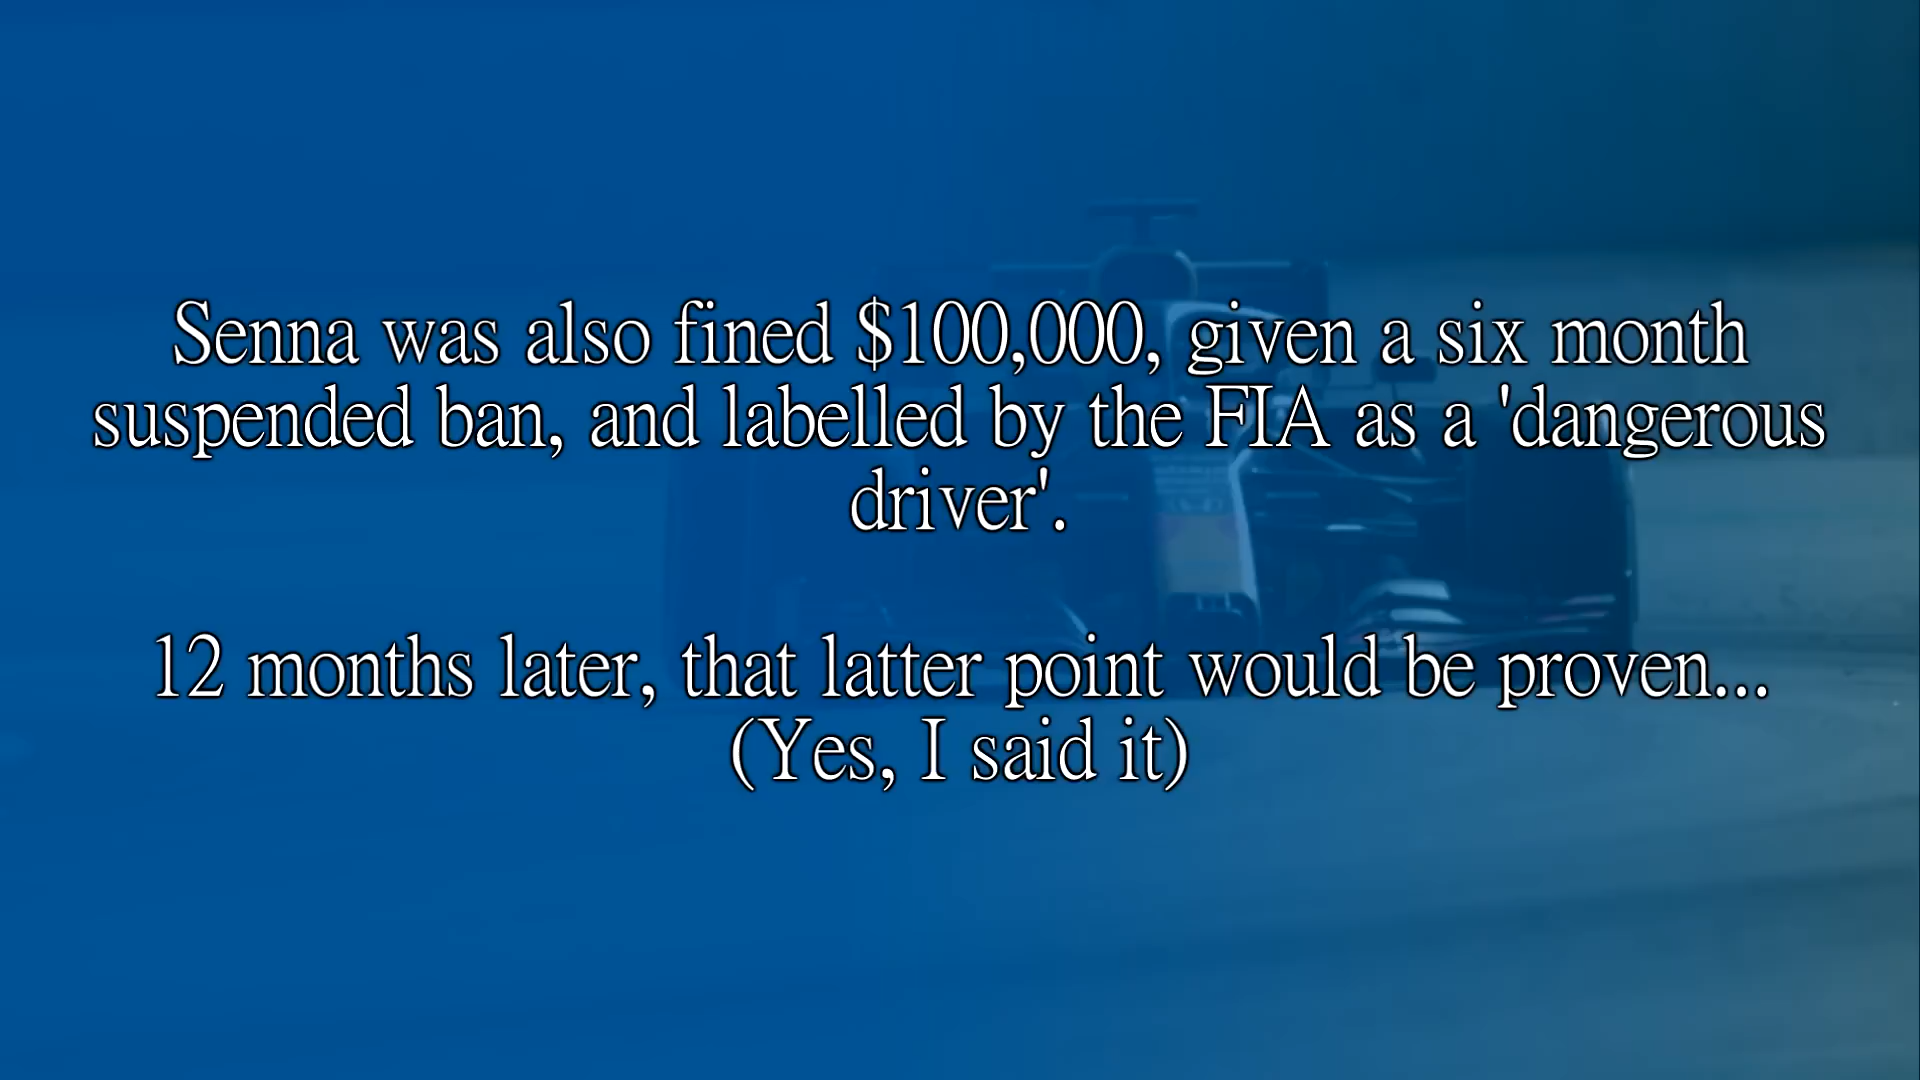 Senna was also fined $100,000, given a six month
suspended ban, and labelled by the FIA as a 'dangerous
driver'.
12 months later, that latter point would be proven...
(Yes, I said it)